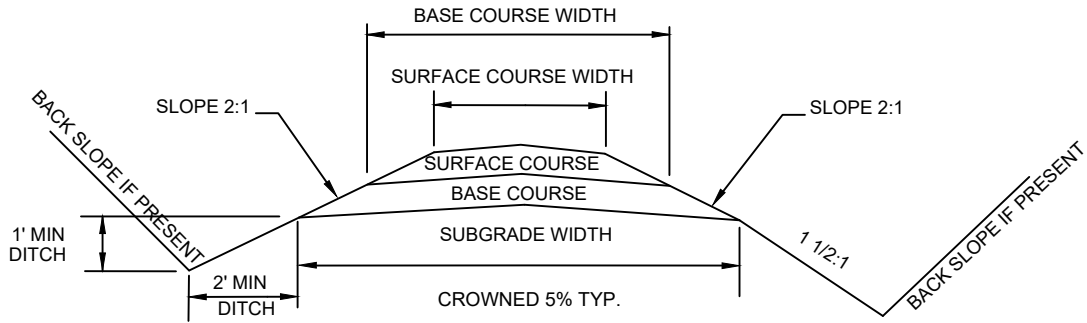 BASE COURSE WIDTH
SURFACE COURSE WIDTH
SLOPE 2:1
SLOPE 2:1
BACK SLOPE IF PRESENT
SURFACE COURSE
BASE COURSE
BACK SLOPE IF PRESENT
1' MIN
DITCH
SUBGRADE WIDTH
1 1/2:1
2' MIN
DITCH
CROWNED 5% TYP.